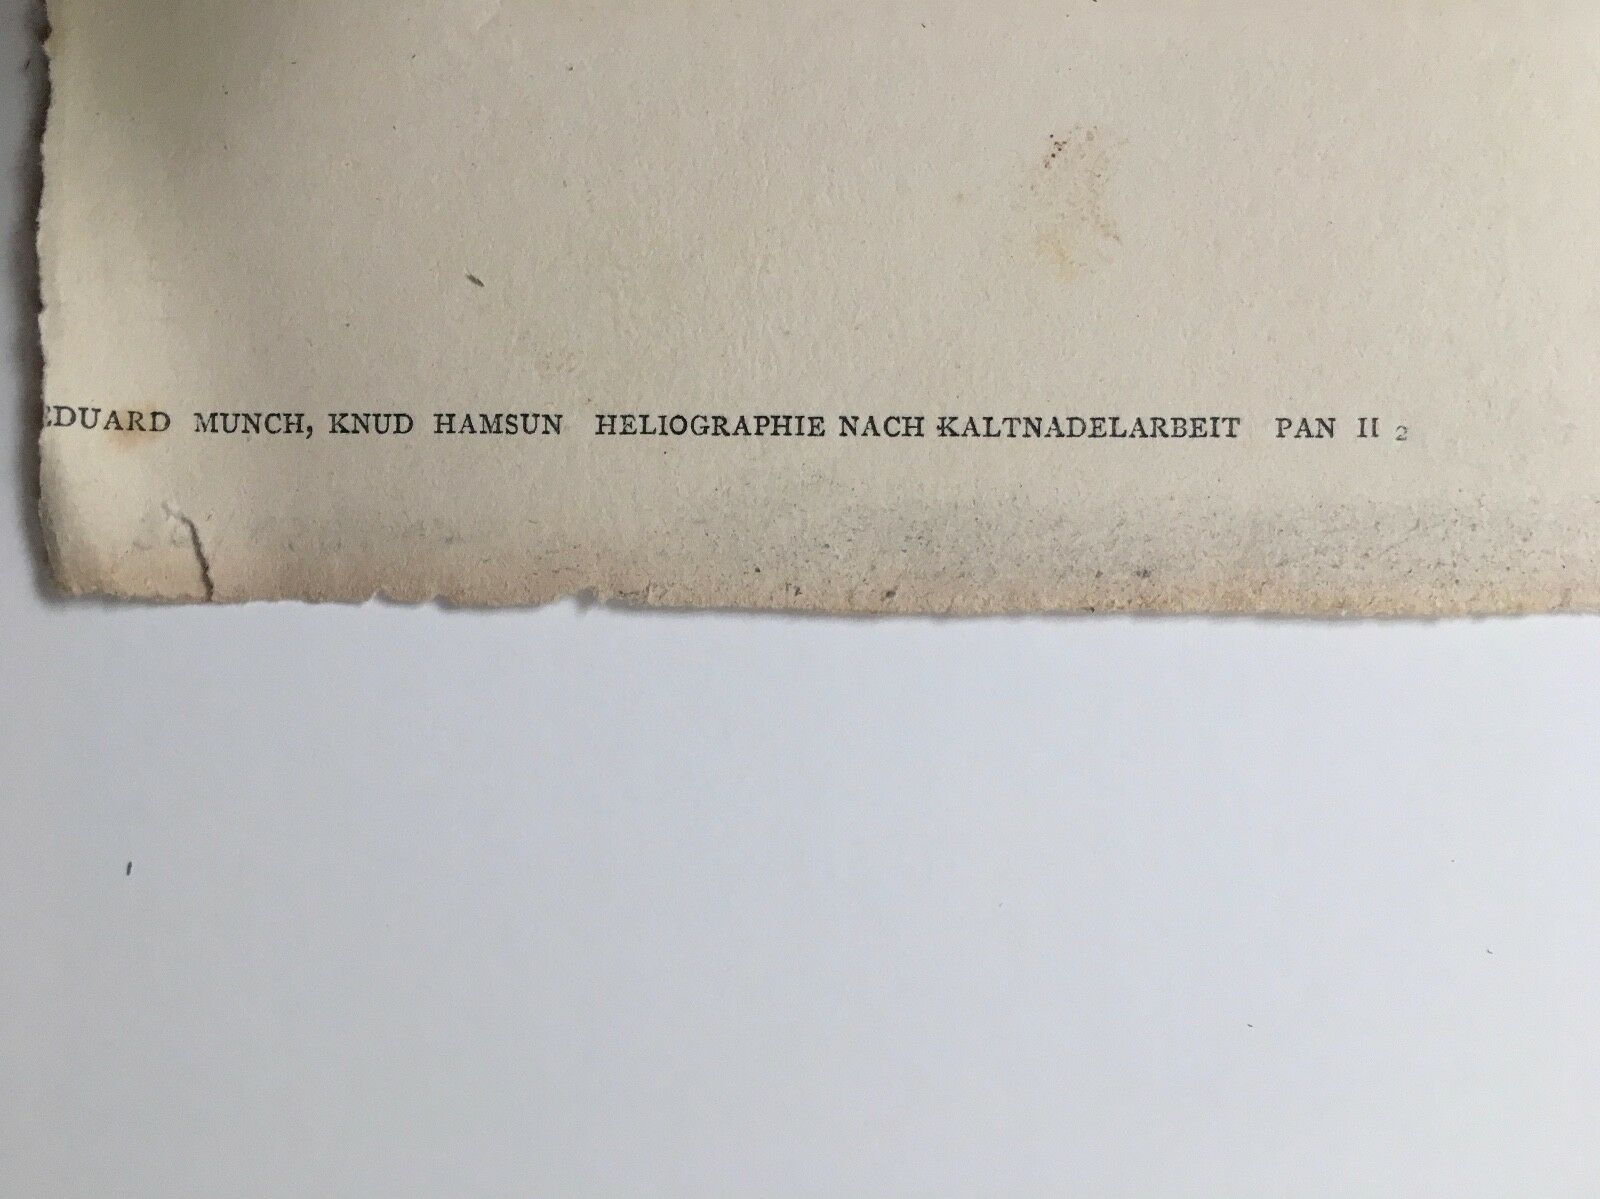 EDUARD MUNCH, KNUD HAMSUN HELIOGRAPHIE NACH KALTNADELARBEIT PAN II 2